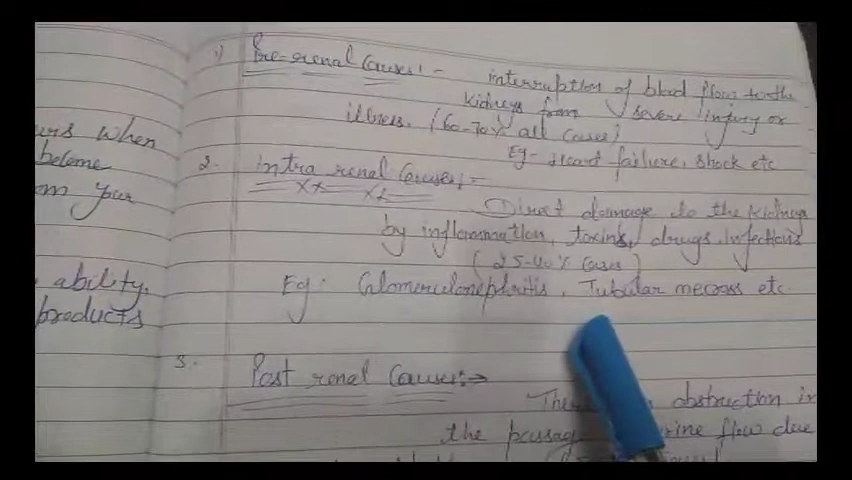 1) Pre-renal Causes:- interruption of blood flow to the
kidneys from severe injury or
illness. (60-70% all cases)
Eg- Heart failure, shock etc
2. intra renal Causes:-
Direct damage to the kidneys
by inflammation, toxins, drugs, infections
(25-40% cases)
Eg: Glomerulonephritis, Tubular necross etc.
3. Post renal Causes:→
obstruction in
the passage urine flow due
when
become
om your
ability.
products